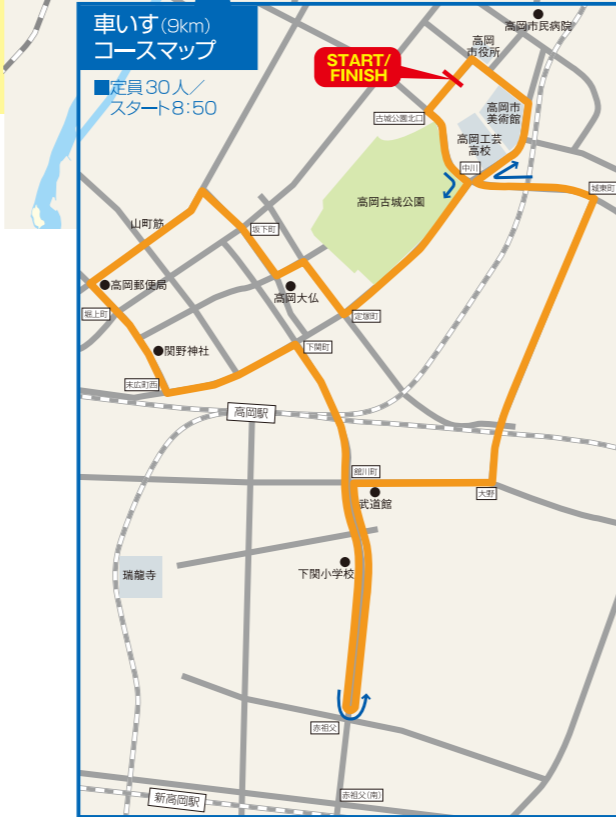 車いす(9km)
コースマップ
■定員30人／
スタート8:50
高岡市民病院
高岡
市役所
START/
FINISH
高岡市
美術館
古城公園北口
高岡工芸
高校
中川
城東町
高岡古城公園
山町筋
坂下町
高岡郵便局
高岡大仏
堀上町
定塚町
関野神社
下関町
末広町西
高岡駅
舘川町
大野
武道館
下関小学校
瑞龍寺
赤祖父
新高岡駅
赤祖父(南)